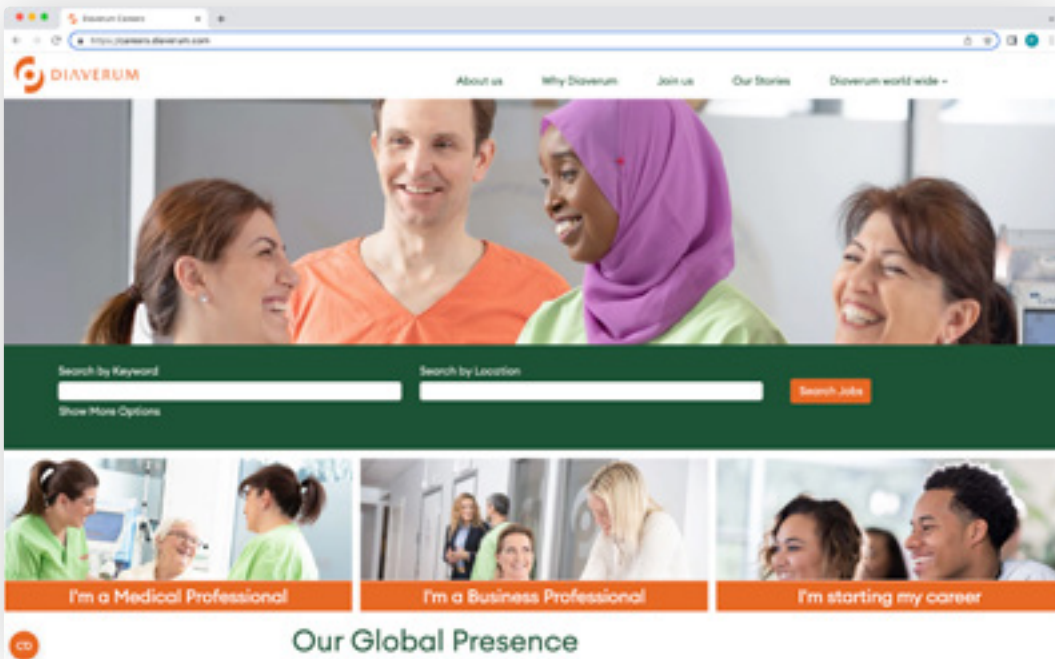 Diaverum Careers
https://careers.diaverum.com
DIAVERUM
About us Why Diaverum Join us Our Stories Diaverum world wide
Search by Keyword Search by Location
Search Jobs
Show More Options
I'm a Medical Professional I'm a Business Professional I'm starting my career
Our Global Presence